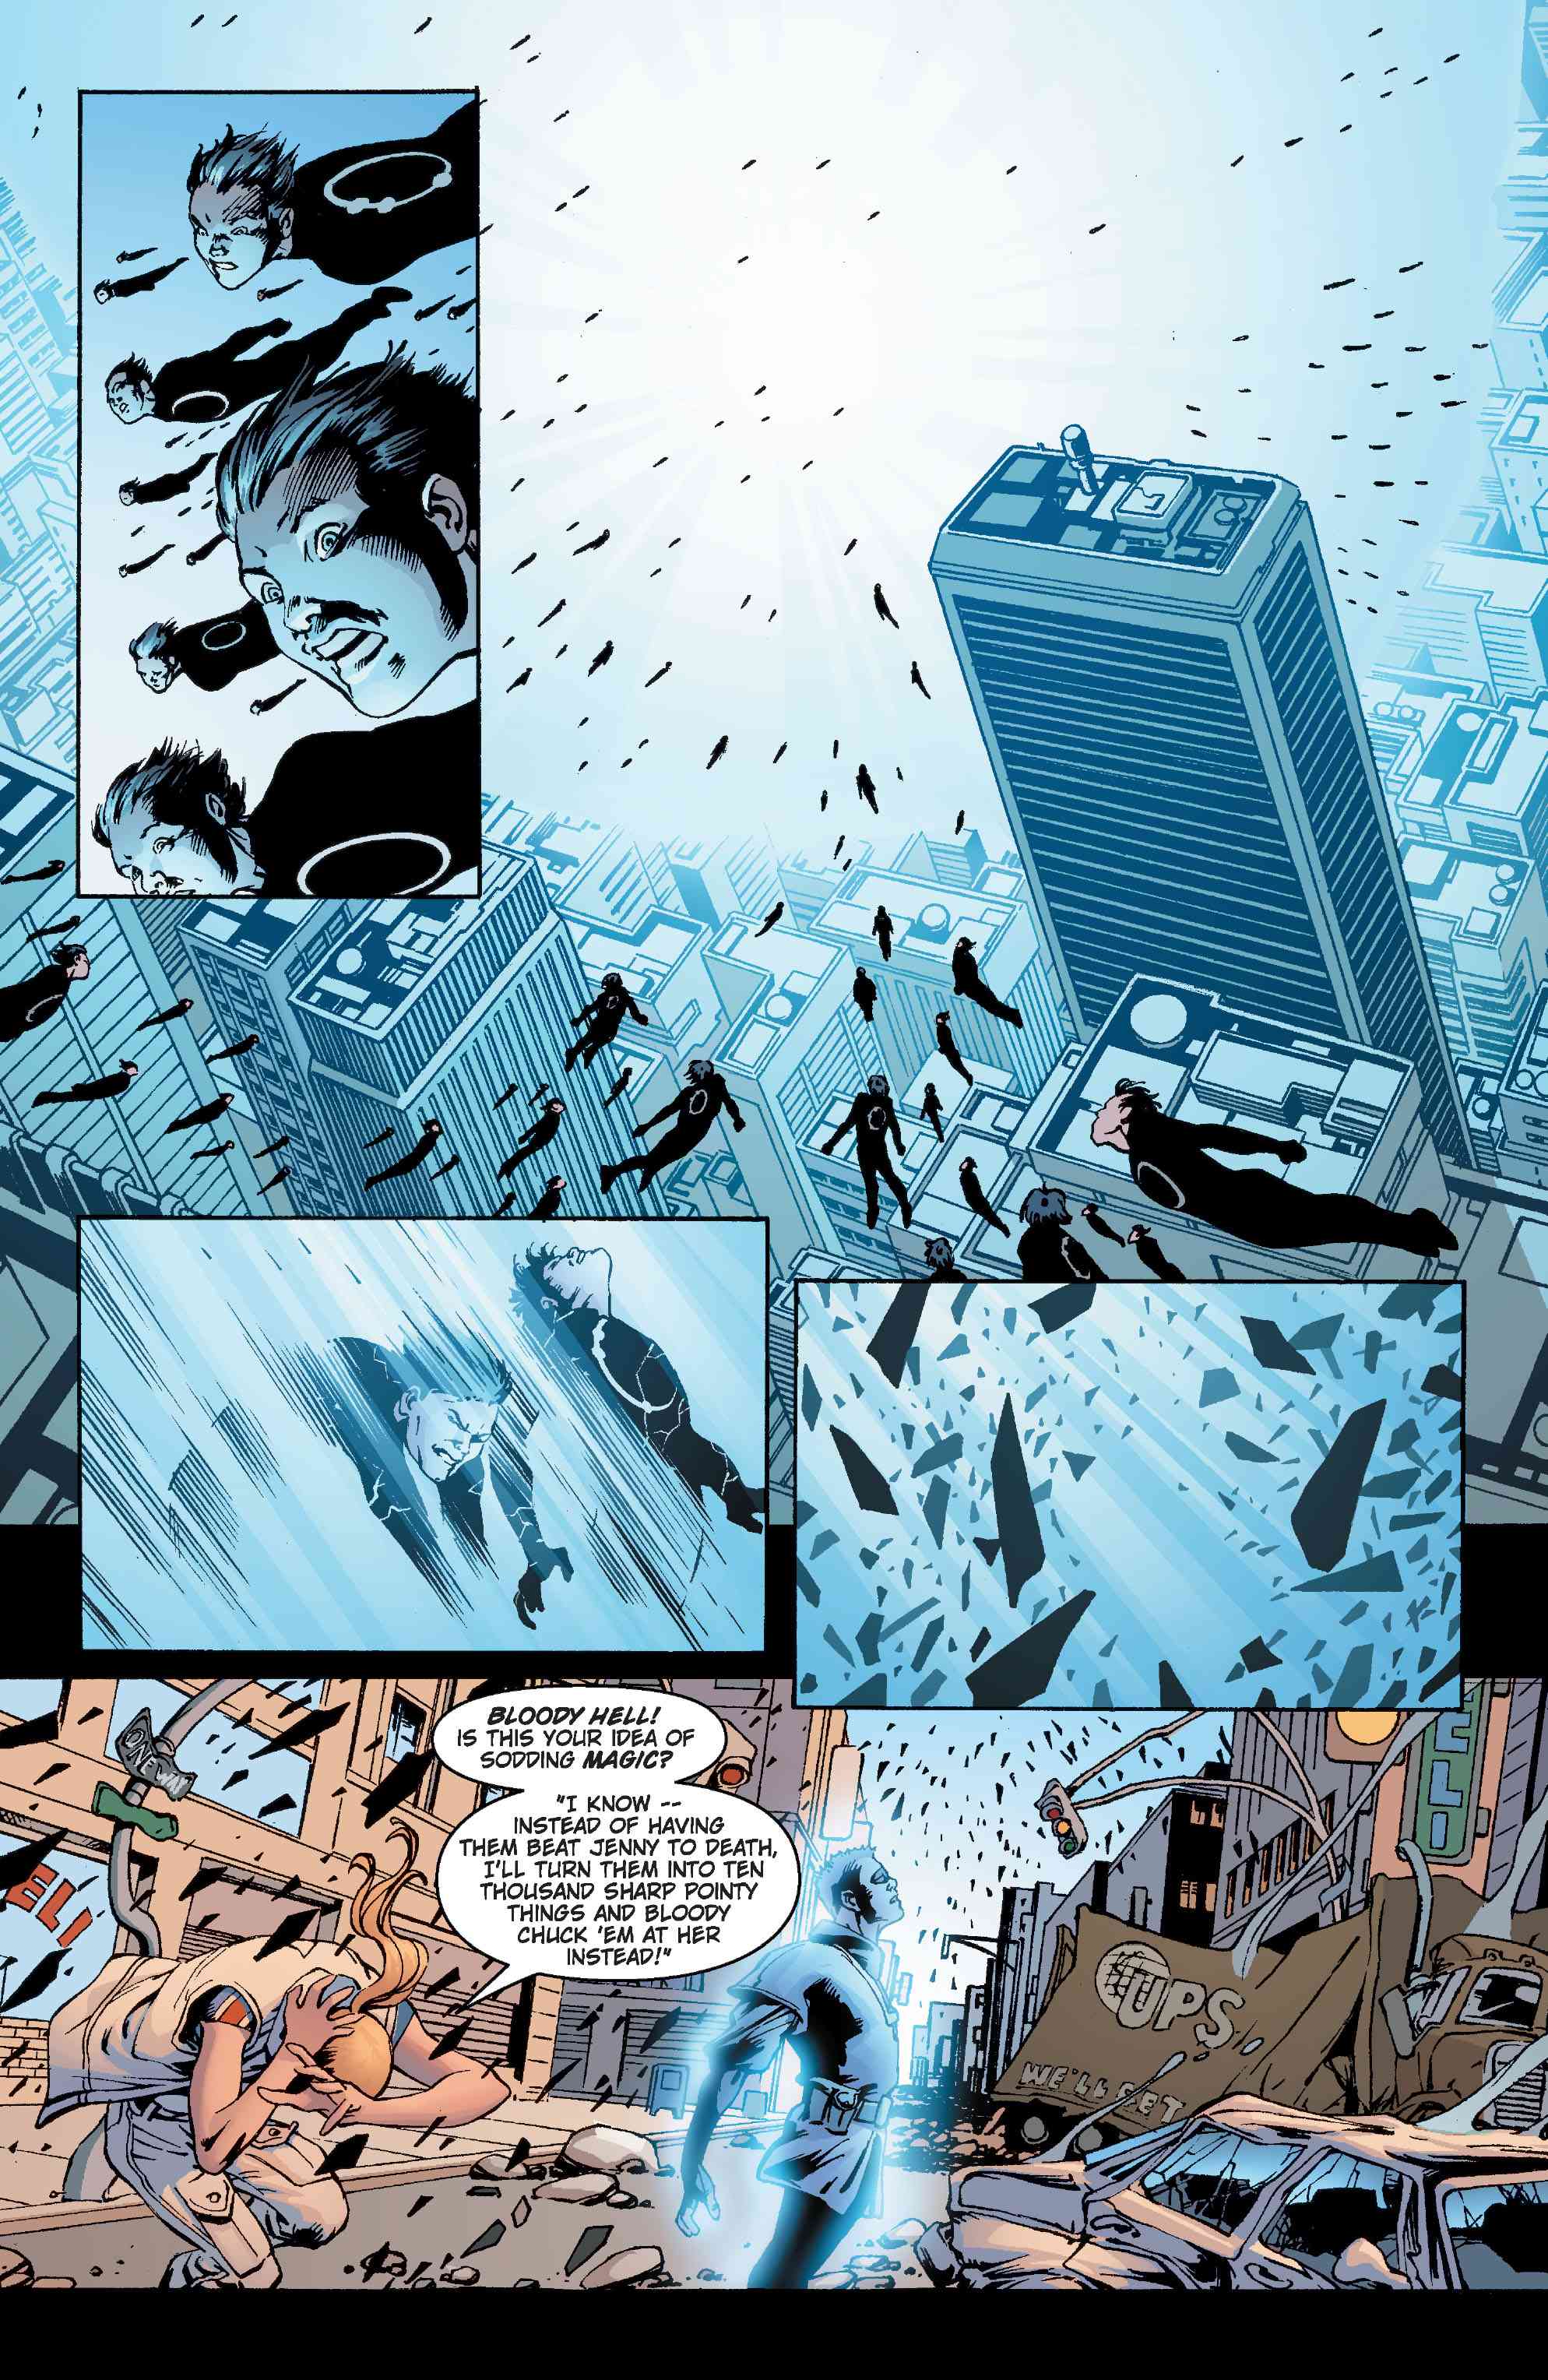 BLOODY HELL!
IS THIS YOUR IDEA OF
SODDING MAGIC?
"I KNOW --
INSTEAD OF HAVING
THEM BEAT JENNY TO DEATH,
I'LL TURN THEM INTO TEN
THOUSAND SHARP POINTY
THINGS AND BLOODY
CHUCK 'EM AT HER
INSTEAD!"
ONE WAY
ELI
ELI
UPS
WE'LL GET